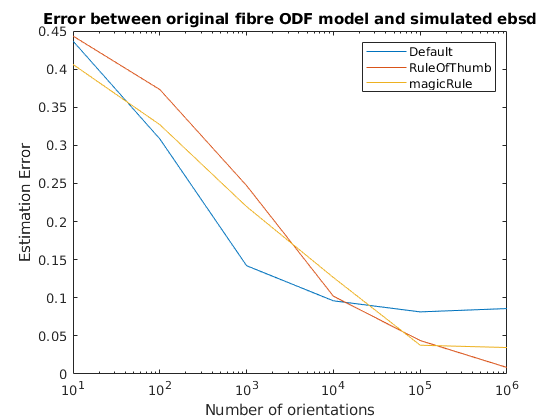 Error between original fibre ODF model and simulated ebsd
0.45
0.4
0.35
0.3
0.25
0.2
0.15
0.1
0.05
0
Estimation Error
Default
RuleOfThumb
magicRule
10^1 10^2 10^3 10^4 10^5 10^6
Number of orientations